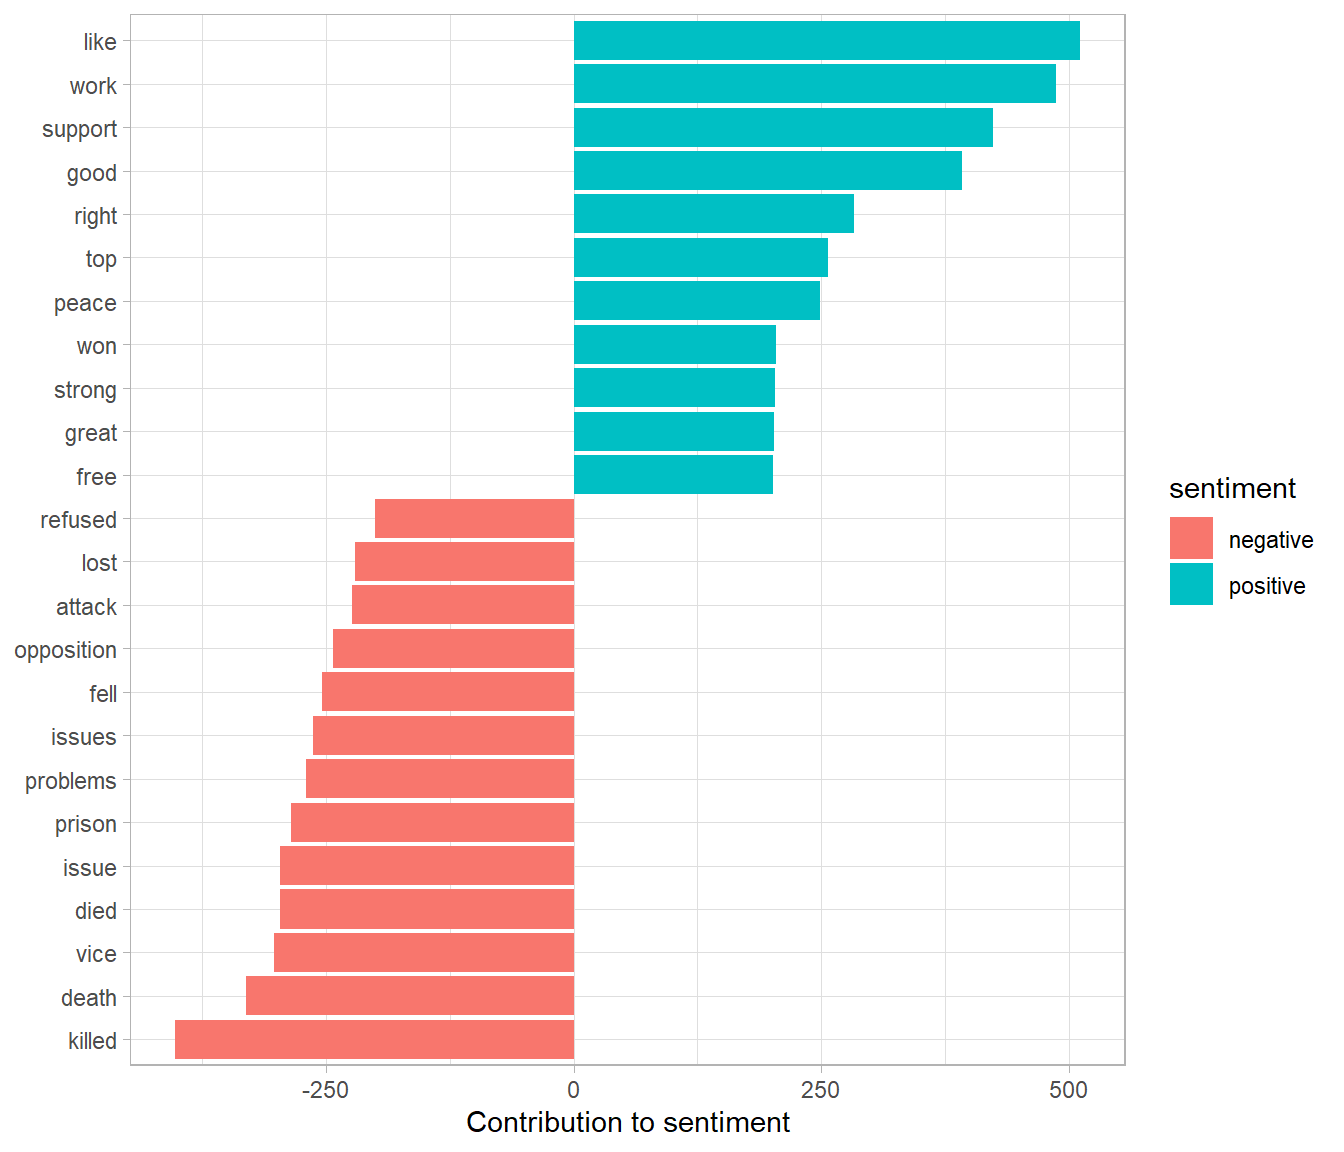 like
work
support
good
right
top
peace
won
strong
great
free
refused
lost
attack
opposition
fell
issues
problems
prison
issue
died
vice
death
killed
-250 0 250 500
Contribution to sentiment
sentiment
negative
positive